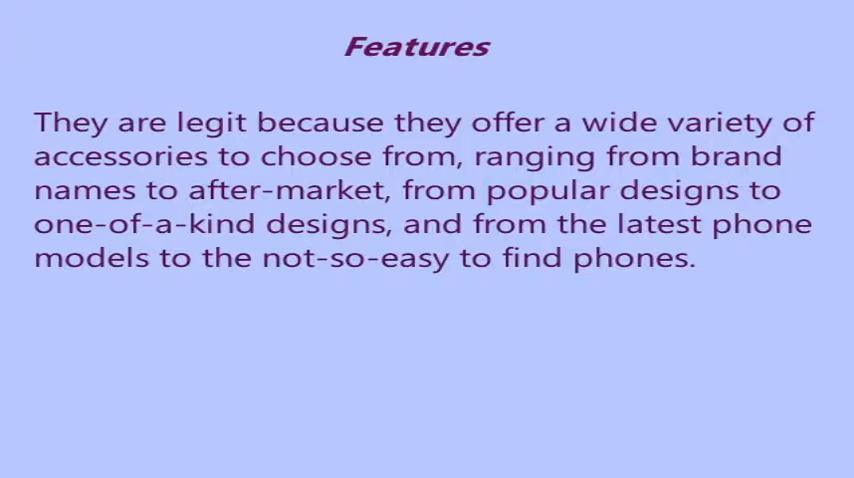 Features
They are legit because they offer a wide variety of
accessories to choose from, ranging from brand
names to after-market, from popular designs to
one-of-a-kind designs, and from the latest phone
models to the not-so-easy to find phones.